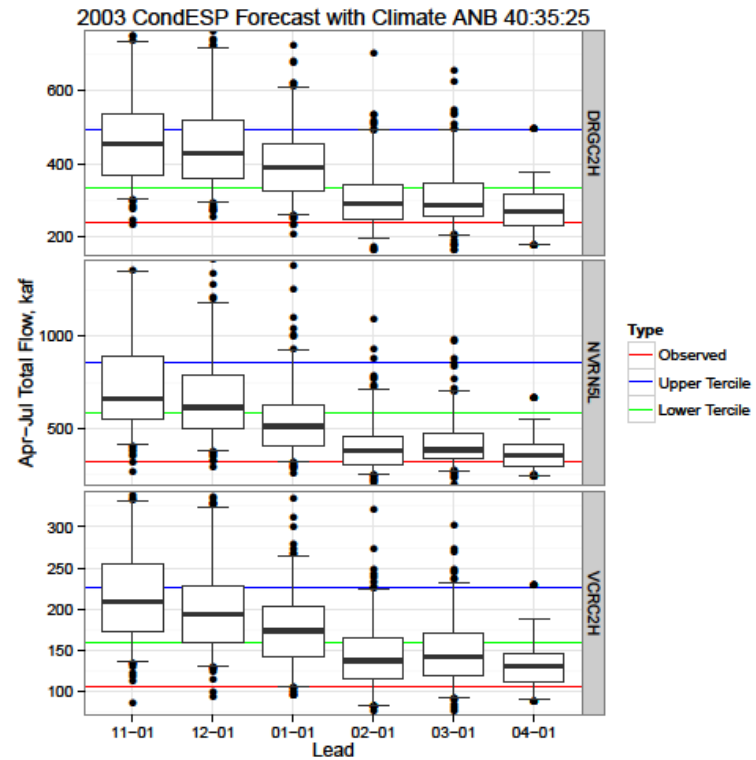 2003 CondESP Forecast with Climate ANB 40:35:25
Apr-Jul Total Flow, kaf
600
400
200
DRGC2H
1000
500
NVRN5L
300
250
200
150
100
VCRC2H
11-01 12-01 01-01 02-01 03-01 04-01
Lead
Type
Observed
Upper Tercile
Lower Tercile